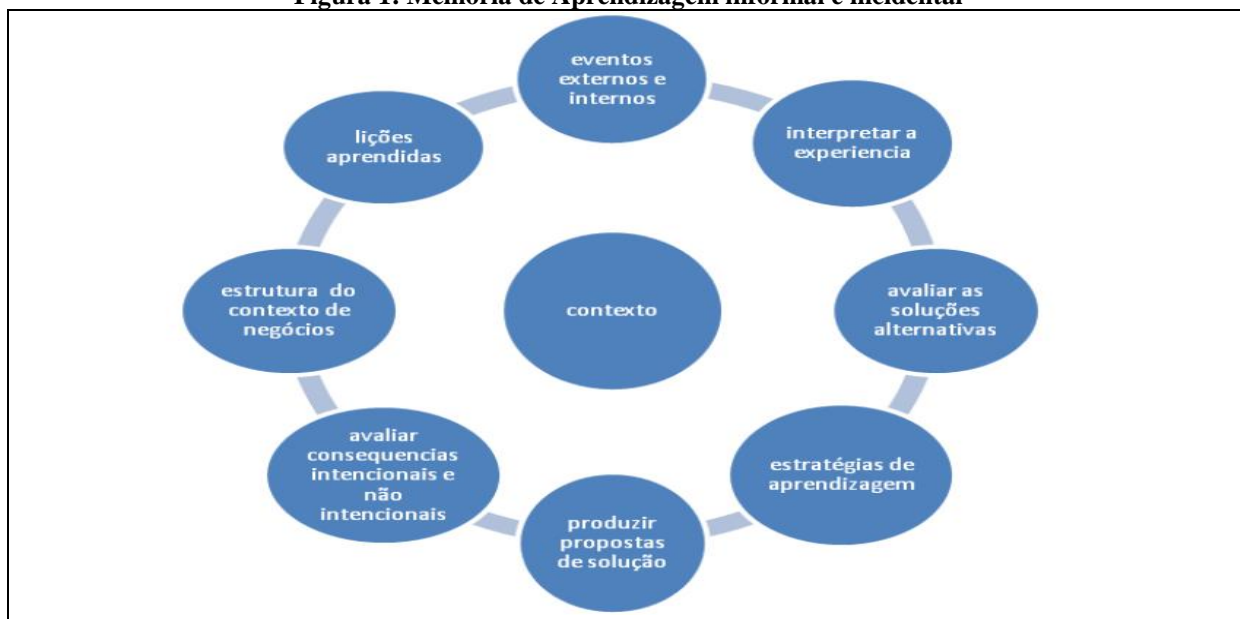 Figura 1: Memória de Aprendizagem informal e incidental
eventos
externos e
internos
interpretar a
experiencia
avaliar as
soluções
alternativas
estratégias de
aprendizagem
produzir
propostas
de solução
avaliar
consequencias
intencionais e
não
intencionais
estrutura do
contexto de
negócios
lições
aprendidas
contexto